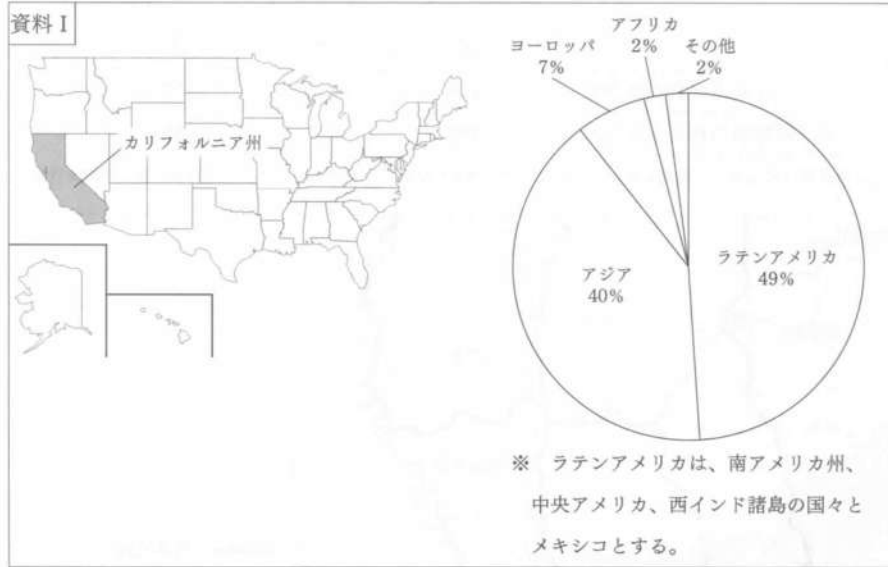 資料Ⅰ
カリフォルニア州
アフリカ
2%
ヨーロッパ
7%
その他
2%
アジア
40%
ラテンアメリカ
49%
※ ラテンアメリカは、南アメリカ州、
中央アメリカ、西インド諸島の国々と
メキシコとする。